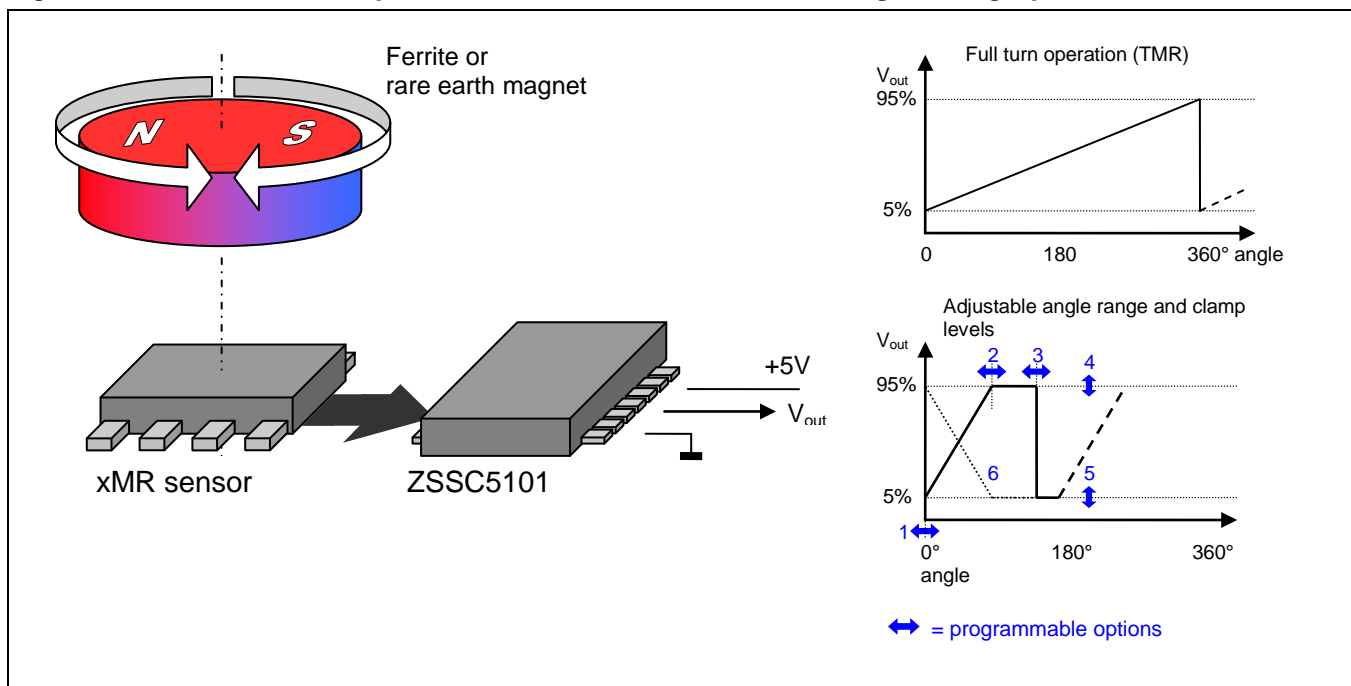 Ferrite or
rare earth magnet
N S
xMR sensor
ZSSC5101
+5V
Vout
Full turn operation (TMR)
Vout
95%
5%
0 180 360° angle
Adjustable angle range and clamp
levels
Vout
2 3 4
95%
6 5
5%
1
0° 180° 360°
angle
= programmable options